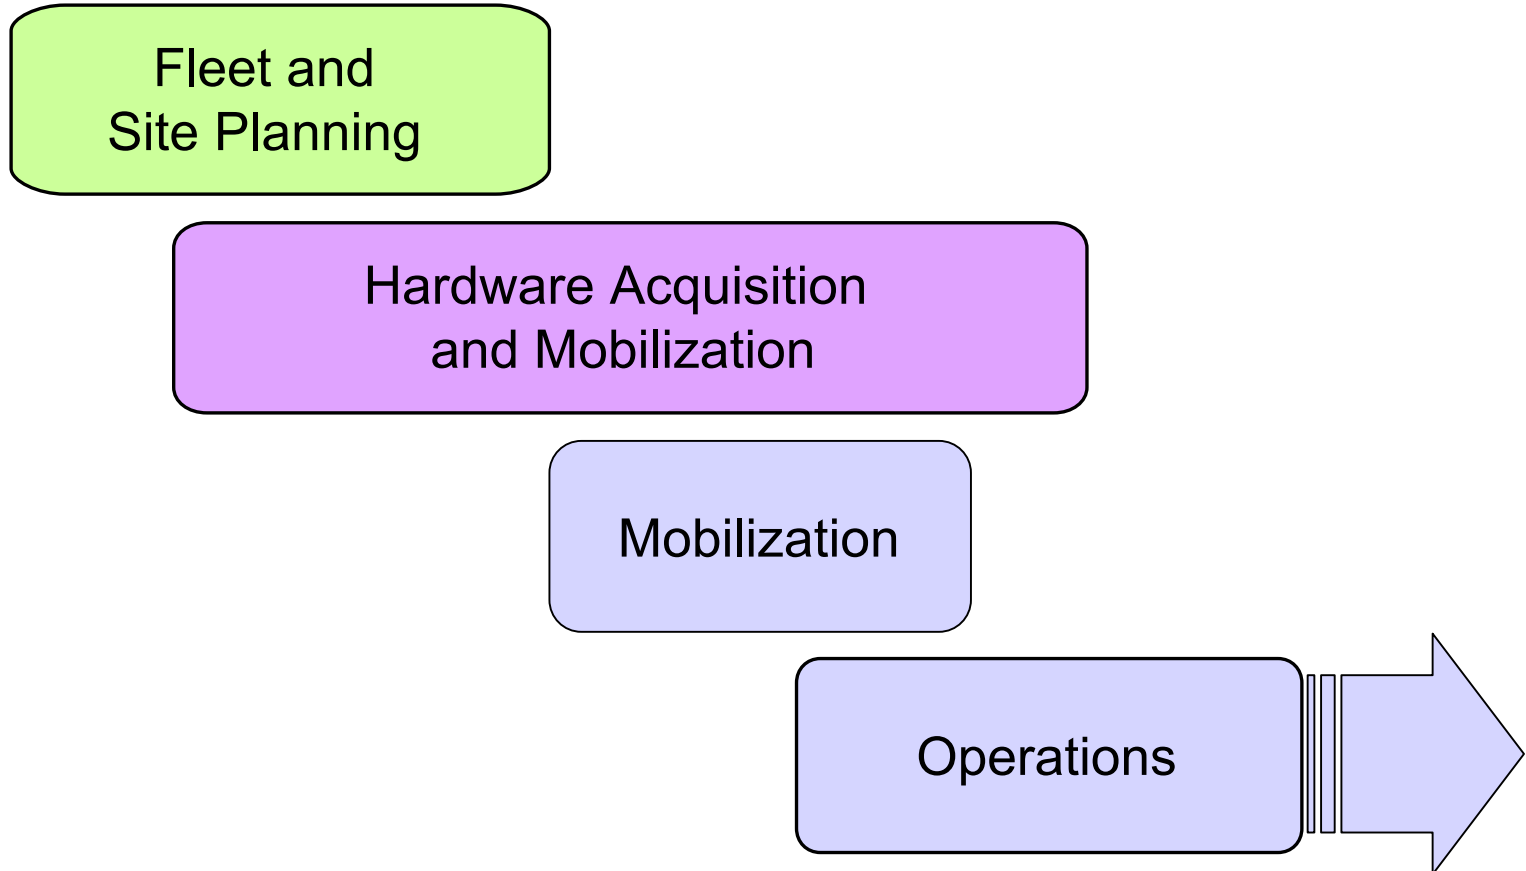 Fleet and
Site Planning
Hardware Acquisition
and Mobilization
Mobilization
Operations